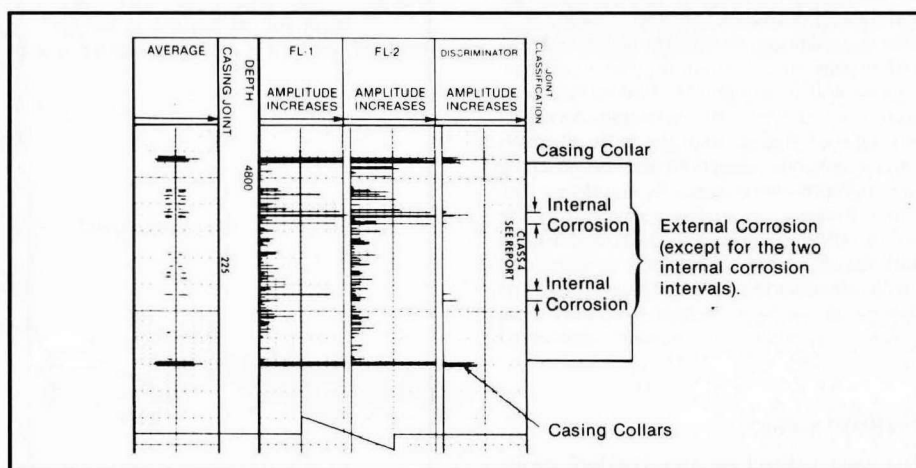 AVERAGE
CASING JOINT
DEPTH
FL-1
FL-2
DISCRIMINATOR
JOINT
CLASSIFICATION
AMPLITUDE
INCREASES
AMPLITUDE
INCREASES
AMPLITUDE
INCREASES
4800
225
CLASS 4
SEE REPORT
Casing Collar
Internal
Corrosion
Internal
Corrosion
External Corrosion
(except for the two
internal corrosion
intervals).
Casing Collars